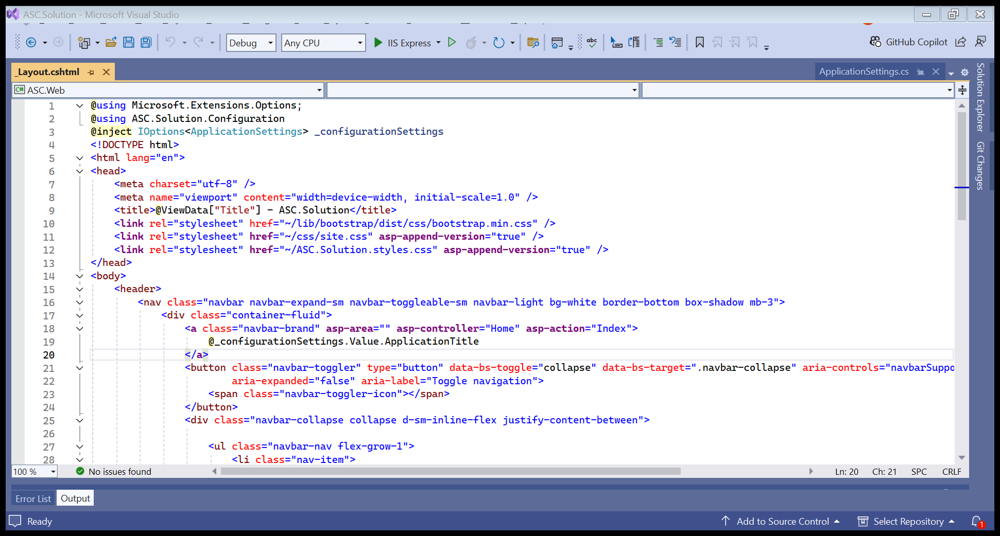 ASC.Solution - Microsoft Visual Studio
Debug Any CPU IIS Express abc GitHub Copilot
_Layout.cshtml ApplicationSettings.cs
C# ASC.Web
Solution Explorer
Git Changes
1 @using Microsoft.Extensions.Options;
2 @using ASC.Solution.Configuration
3 @inject IOptions<ApplicationSettings> _configurationSettings
4 <!DOCTYPE html>
5 <html lang="en">
6 <head>
7 <meta charset="utf-8" />
8 <meta name="viewport" content="width=device-width, initial-scale=1.0" />
9 <title>@ViewData["Title"] - ASC.Solution</title>
10 <link rel="stylesheet" href="~/lib/bootstrap/dist/css/bootstrap.min.css" />
11 <link rel="stylesheet" href="~/css/site.css" asp-append-version="true" />
12 <link rel="stylesheet" href="~/ASC.Solution.styles.css" asp-append-version="true" />
13 </head>
14 <body>
15 <header>
16 <nav class="navbar navbar-expand-sm navbar-toggleable-sm navbar-light bg-white border-bottom box-shadow mb-3">
17 <div class="container-fluid">
18 <a class="navbar-brand" asp-area="" asp-controller="Home" asp-action="Index">
19 @_configurationSettings.Value.ApplicationTitle
20 </a>
21 <button class="navbar-toggler" type="button" data-bs-toggle="collapse" data-bs-target=".navbar-collapse" aria-controls="navbarSuppo
22 aria-expanded="false" aria-label="Toggle navigation">
23 <span class="navbar-toggler-icon"></span>
24 </button>
25 <div class="navbar-collapse collapse d-sm-inline-flex justify-content-between">
26
27 <ul class="navbar-nav flex-grow-1">
28 <li class="nav-item">
100 % No issues found Ln: 20 Ch: 21 SPC CRLF
Error List Output
Ready Add to Source Control Select Repository 1